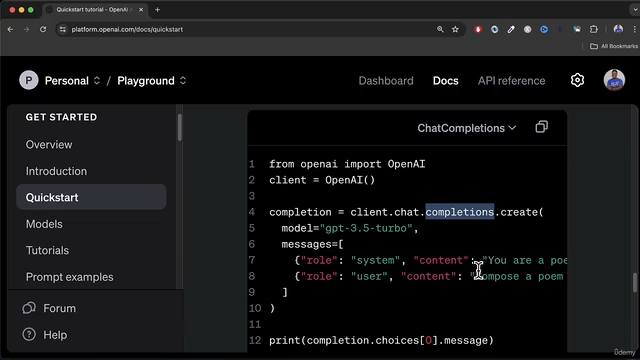 Quickstart tutorial - OpenAI
platform.openai.com/docs/quickstart
All Bookmarks
P Personal / Playground
Dashboard Docs API reference
GET STARTED
Overview
Introduction
Quickstart
Models
Tutorials
Prompt examples
Forum
Help
ChatCompletions
1 from openai import OpenAI
2 client = OpenAI()
3
4 completion = client.chat.completions.create(
5 model="gpt-3.5-turbo",
6 messages=[
7 {"role": "system", "content": "You are a poe
8 {"role": "user", "content": "ompose a poem
9 ]
10 )
11
12 print(completion.choices[0].message)
udemy